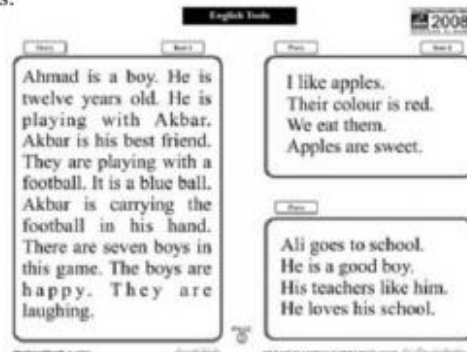 English Tools
2008
Story
Para
Ahmad is a boy. He is
twelve years old. He is
playing with Akbar.
Akbar is his best friend.
They are playing with a
football. It is a blue ball.
Akbar is carrying the
football in his hand.
There are seven boys in
this game. The boys are
happy. They are
laughing.
I like apples.
Their colour is red.
We eat them.
Apples are sweet.
Para
Ali goes to school.
He is a good boy.
His teachers like him.
He loves his school.